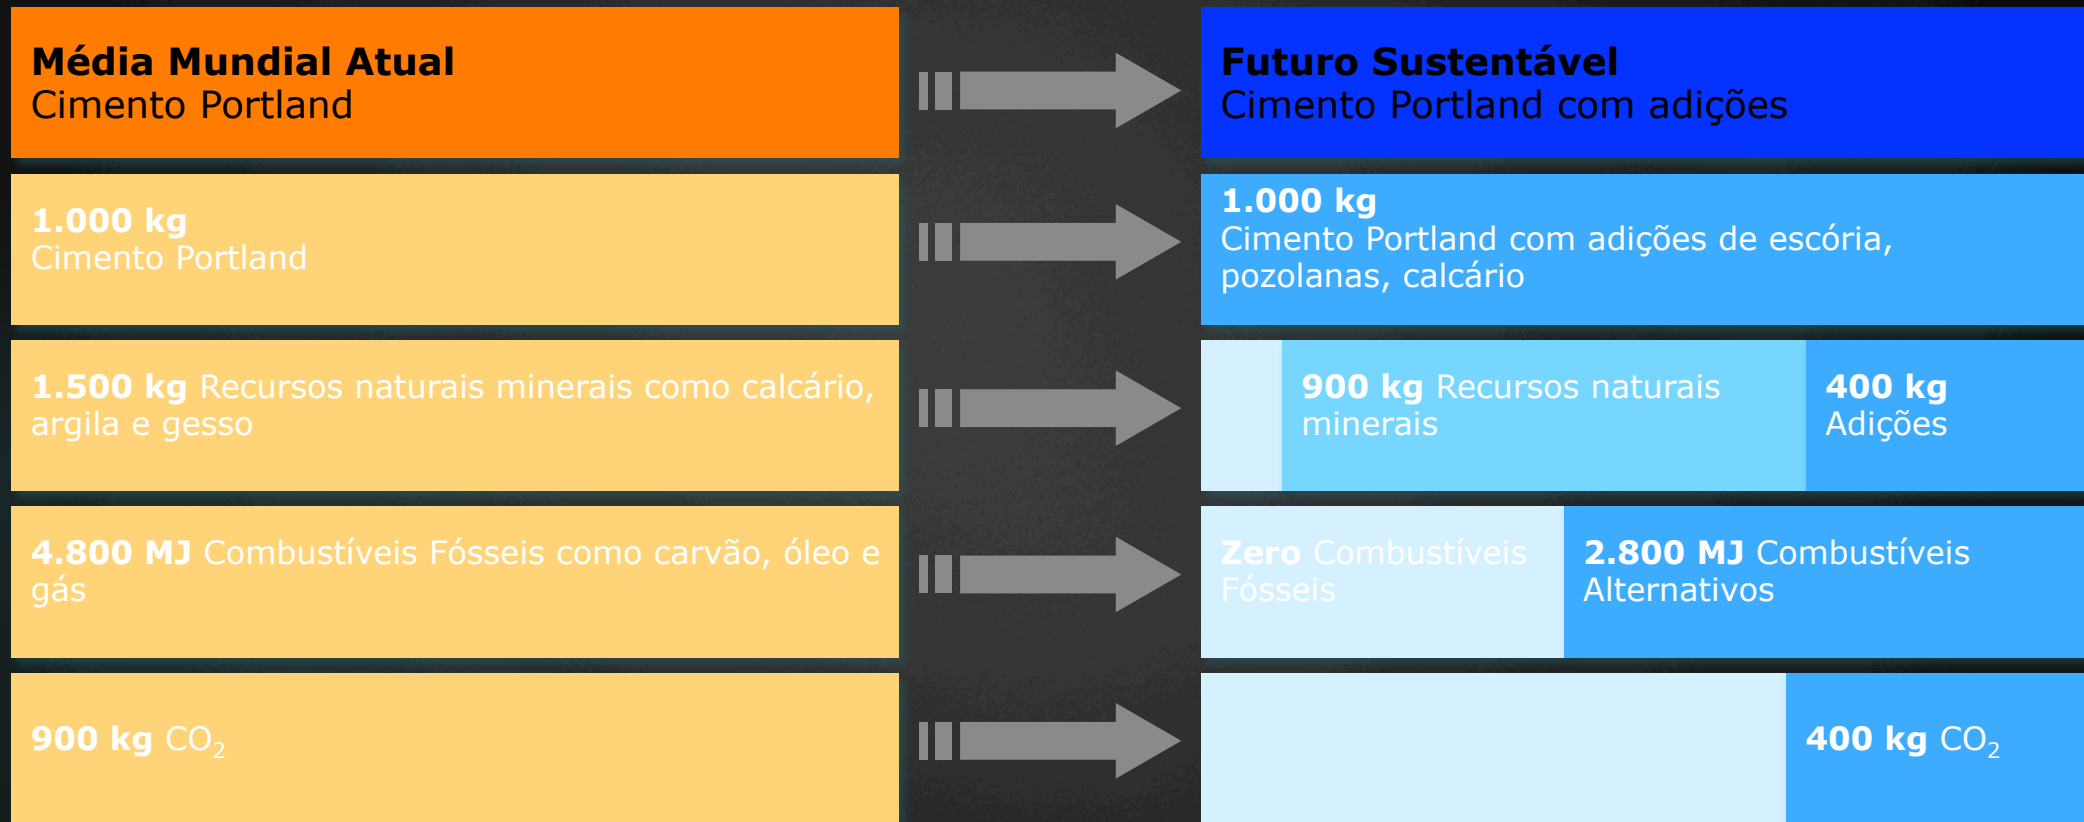 Média Mundial Atual
Cimento Portland
Futuro Sustentável
Cimento Portland com adições
1.000 kg
Cimento Portland
1.000 kg
Cimento Portland com adições de escória,
pozolanas, calcário
1.500 kg Recursos naturais minerais como calcário,
argila e gesso
900 kg Recursos naturais
minerais
400 kg
Adições
4.800 MJ Combustíveis Fósseis como carvão, óleo e
gás
Zero Combustíveis
Fósseis
2.800 MJ Combustíveis
Alternativos
900 kg CO₂
400 kg CO₂